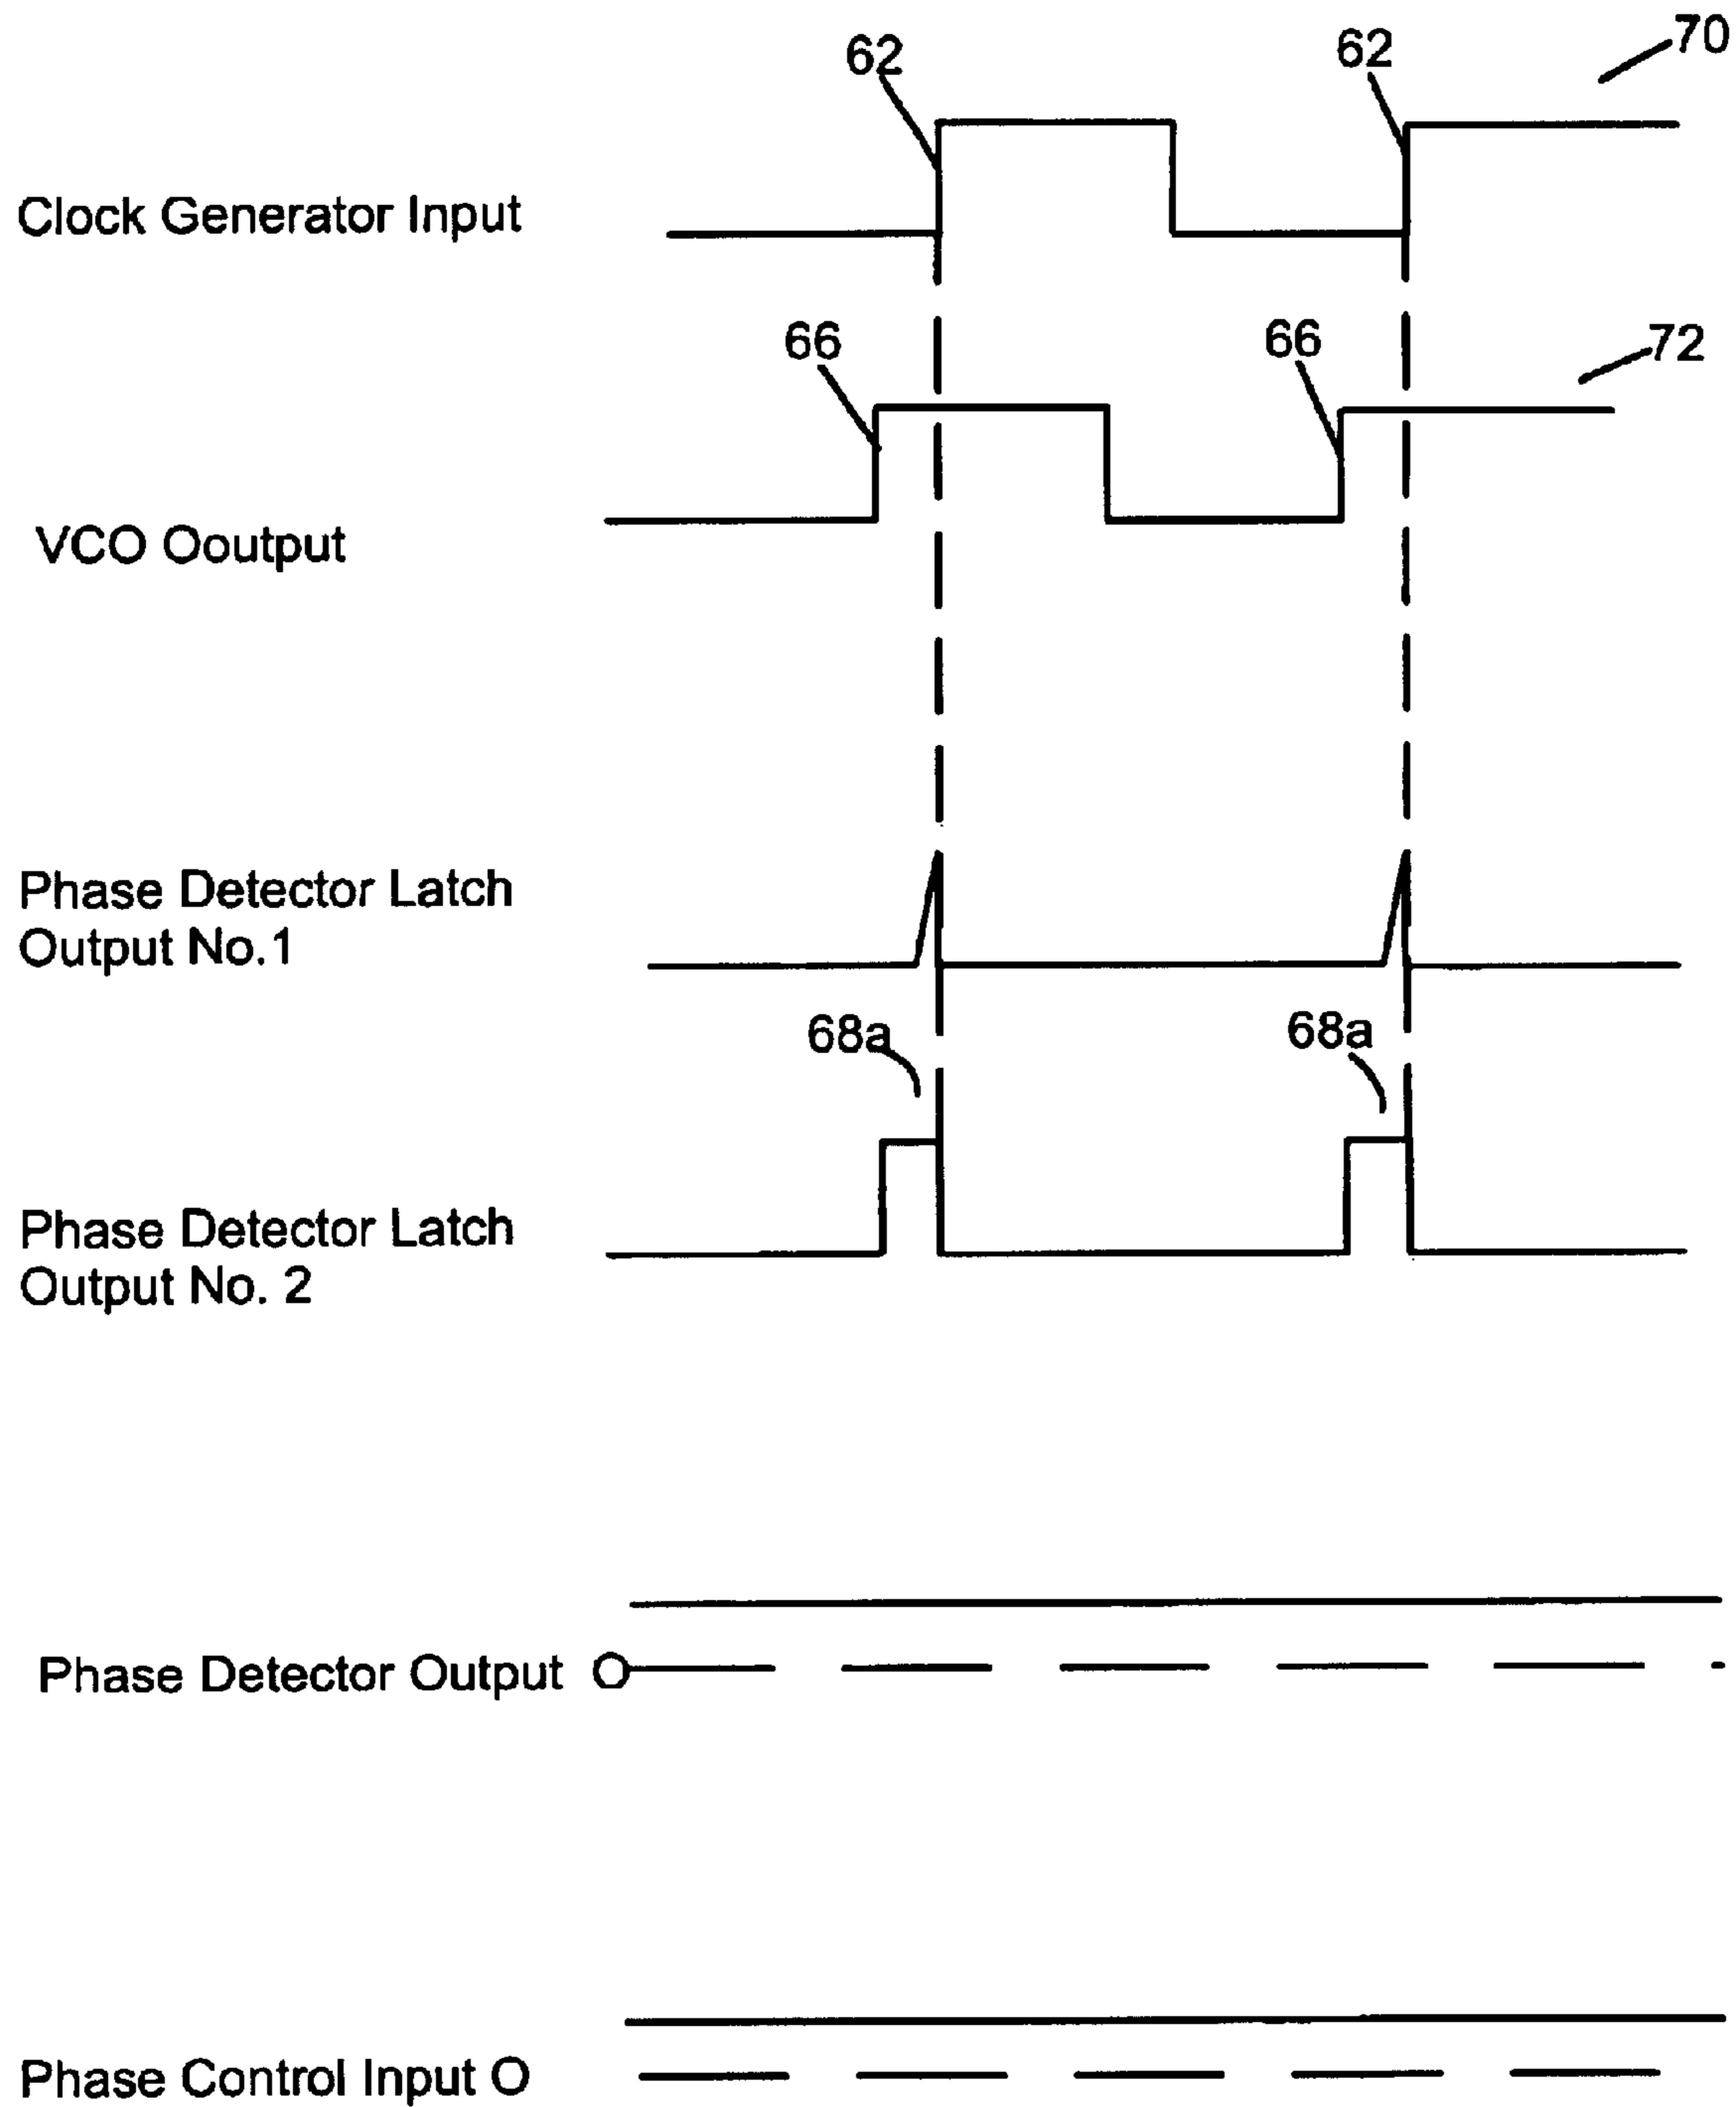 62
62
70
Clock Generator Input
66
66
72
VCO Ooutput
Phase Detector Latch
Output No.1
68a
68a
Phase Detector Latch
Output No. 2
Phase Detector Output O
Phase Control Input O